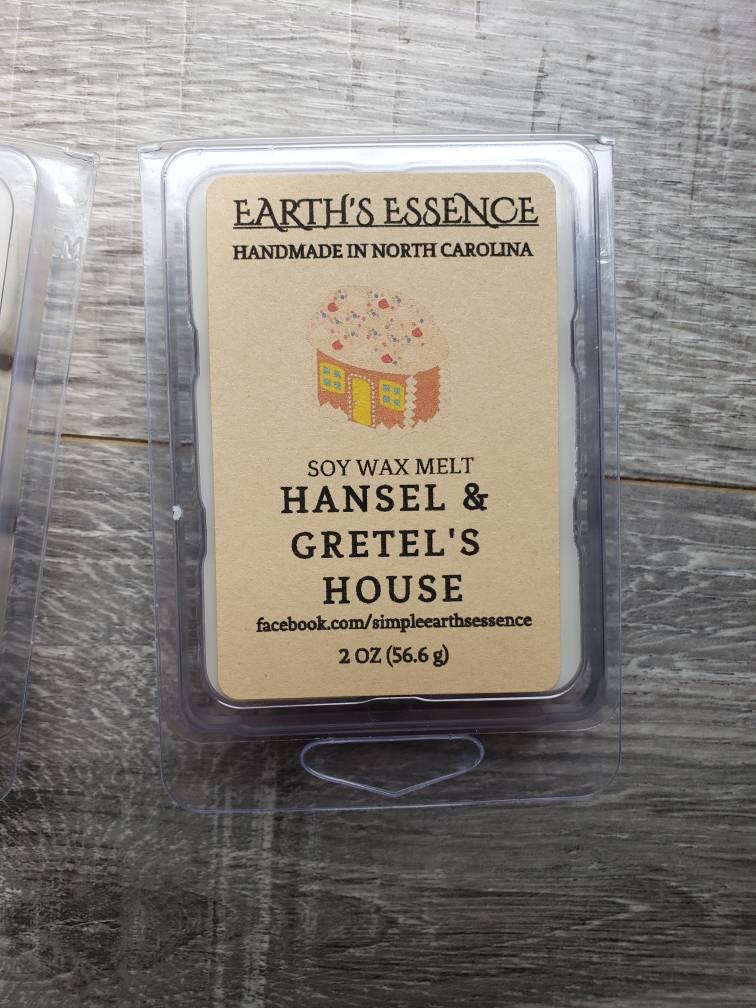 EARTH'S ESSENCE
HANDMADE IN NORTH CAROLINA
SOY WAX MELT
HANSEL &
GRETEL'S
HOUSE
facebook.com/simpleearthsessence
2 OZ (56.6 g)